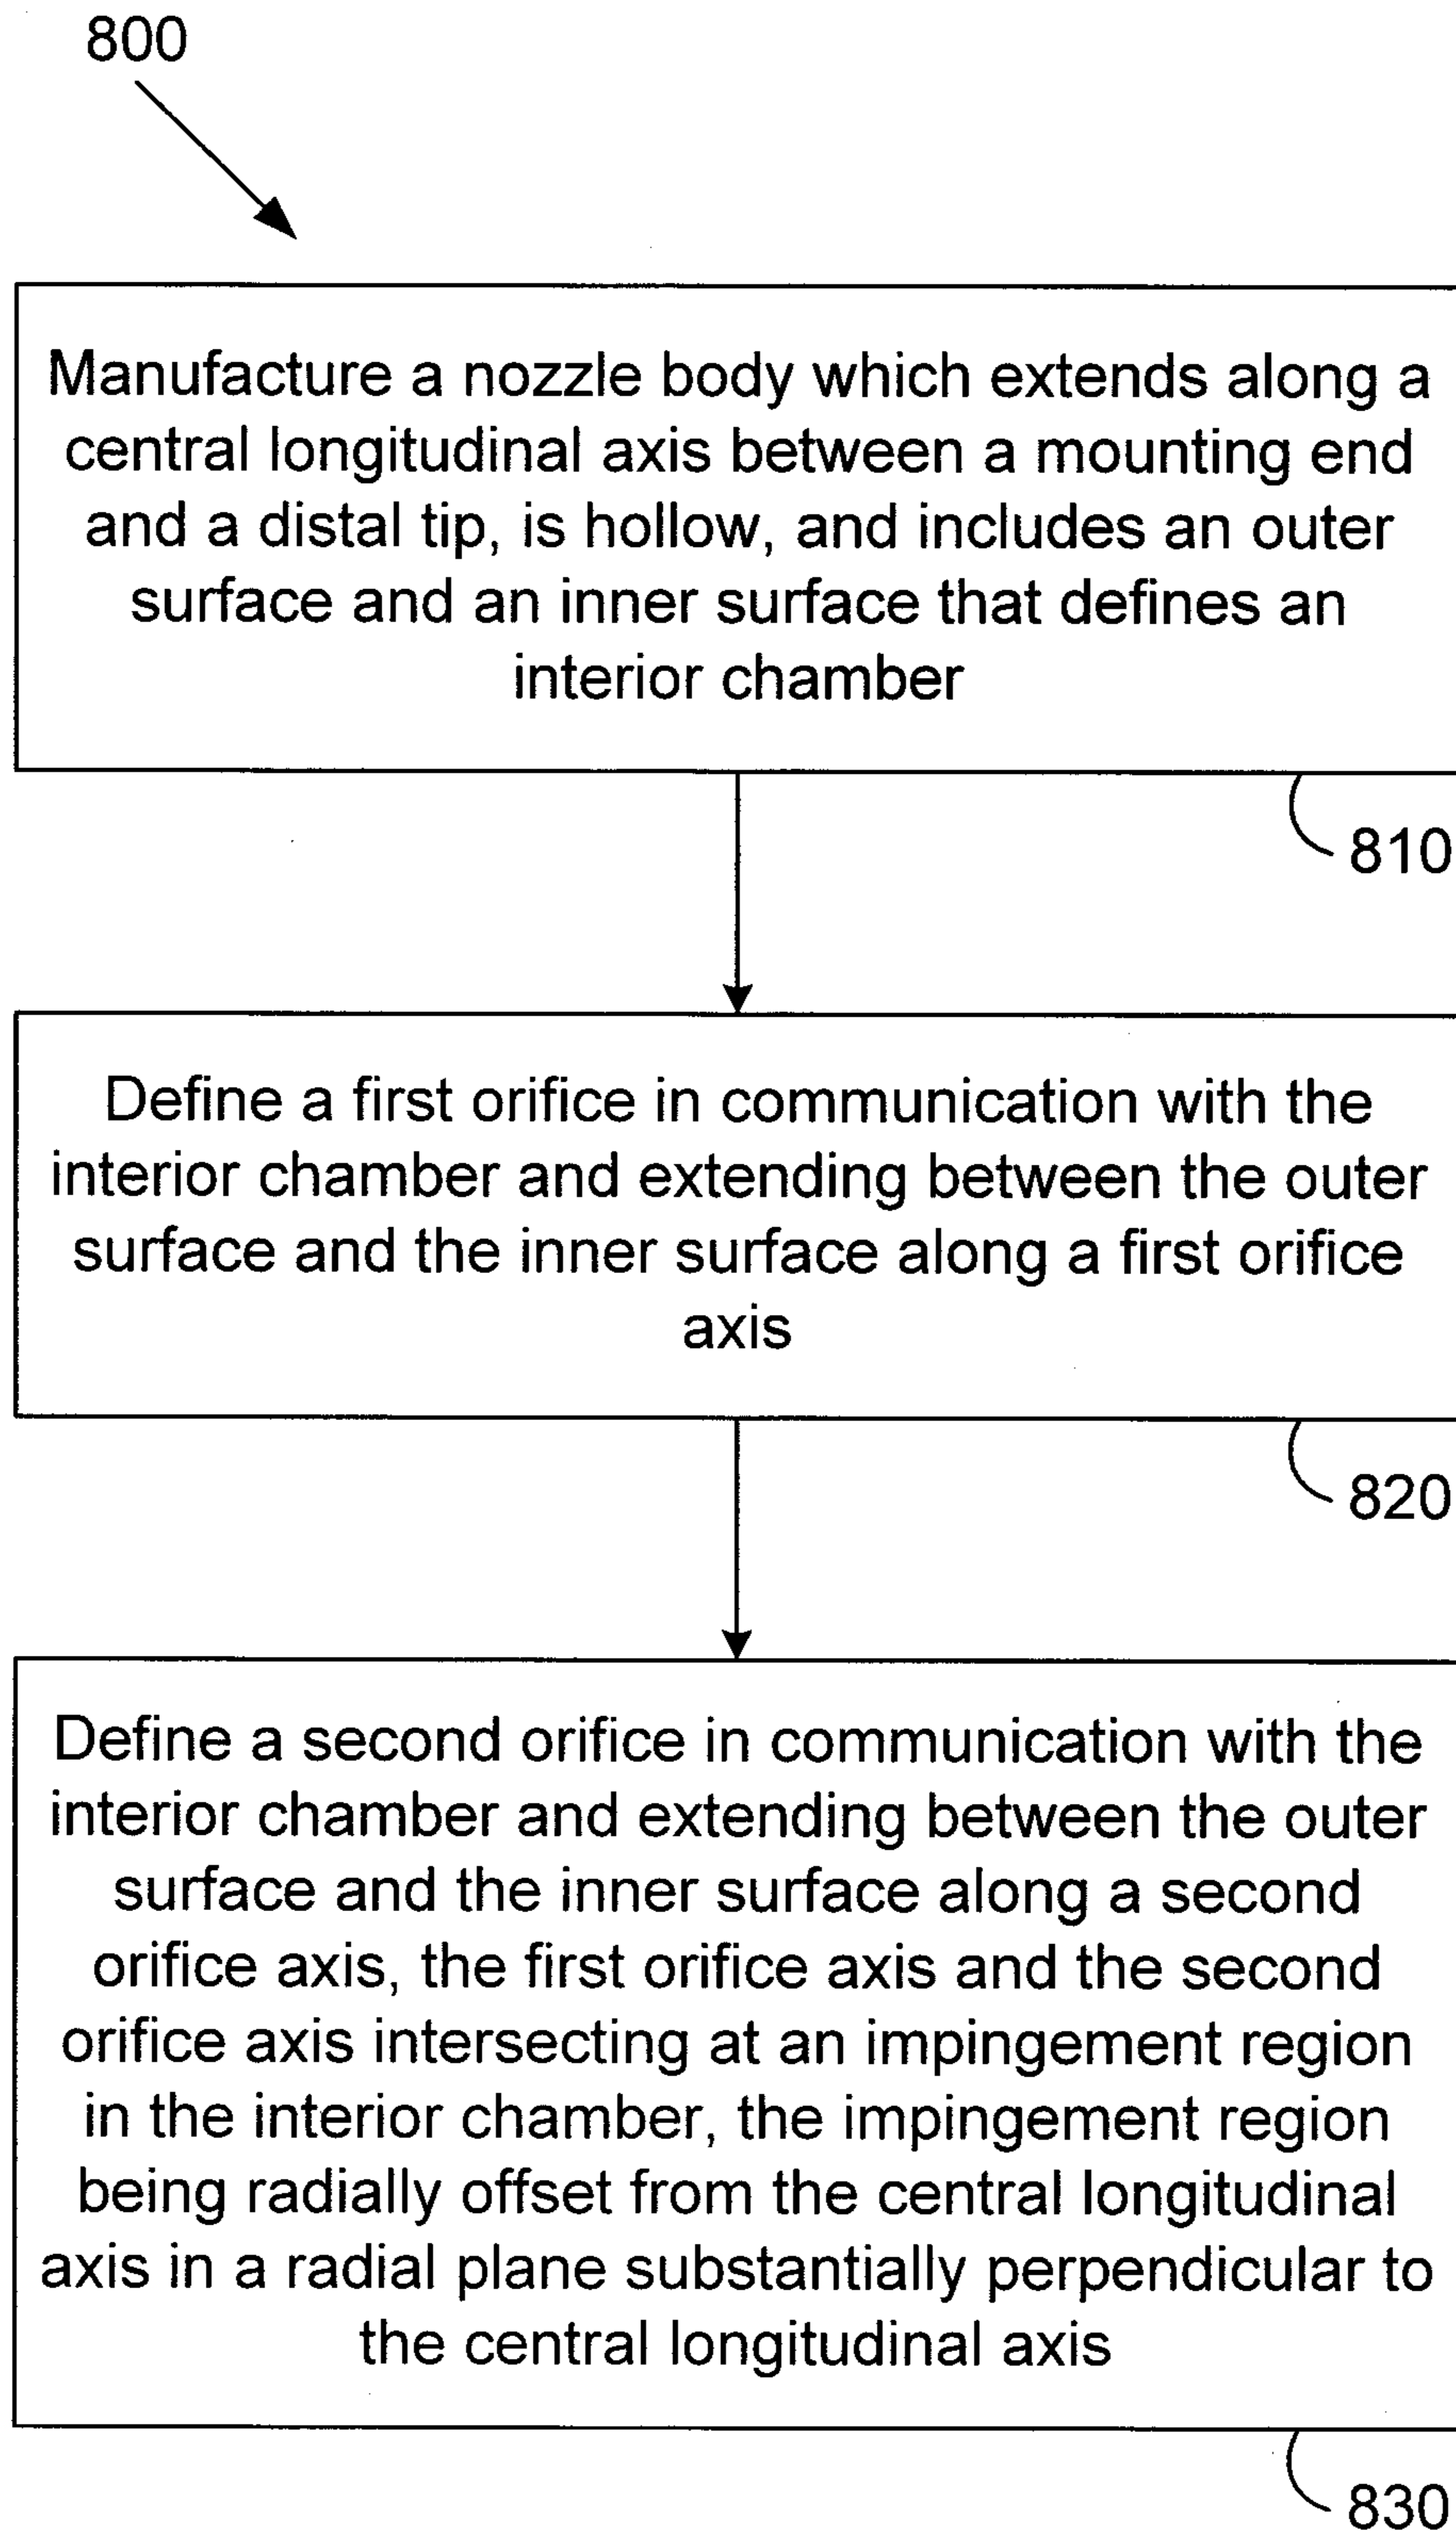 800
Manufacture a nozzle body which extends along a
central longitudinal axis between a mounting end
and a distal tip, is hollow, and includes an outer
surface and an inner surface that defines an
interior chamber
810
Define a first orifice in communication with the
interior chamber and extending between the outer
surface and the inner surface along a first orifice
axis
820
Define a second orifice in communication with the
interior chamber and extending between the outer
surface and the inner surface along a second
orifice axis, the first orifice axis and the second
orifice axis intersecting at an impingement region
in the interior chamber, the impingement region
being radially offset from the central longitudinal
axis in a radial plane substantially perpendicular to
the central longitudinal axis
830